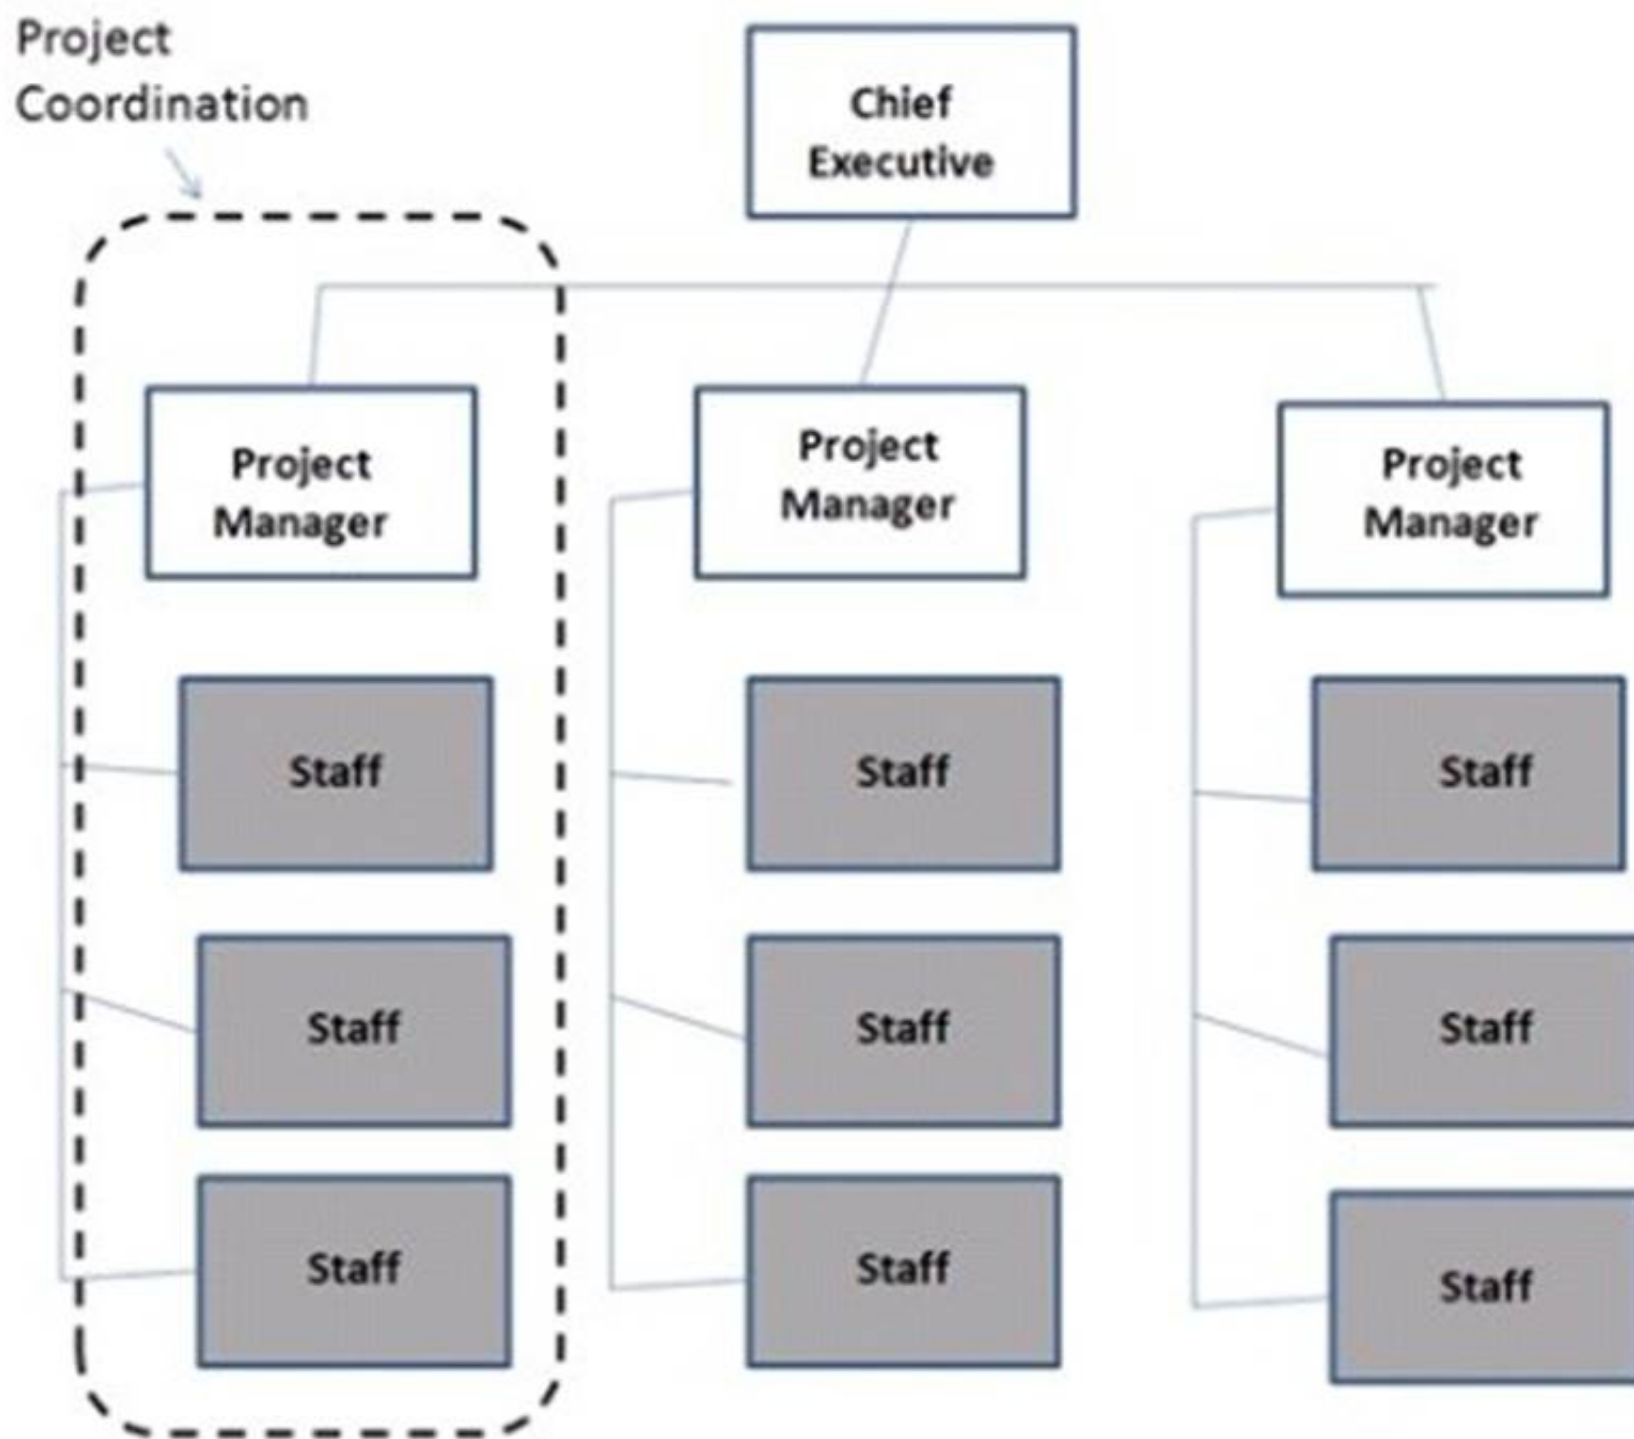 Project
Coordination
Chief
Executive
Project
Manager
Project
Manager
Project
Manager
Staff
Staff
Staff
Staff
Staff
Staff
Staff
Staff
Staff